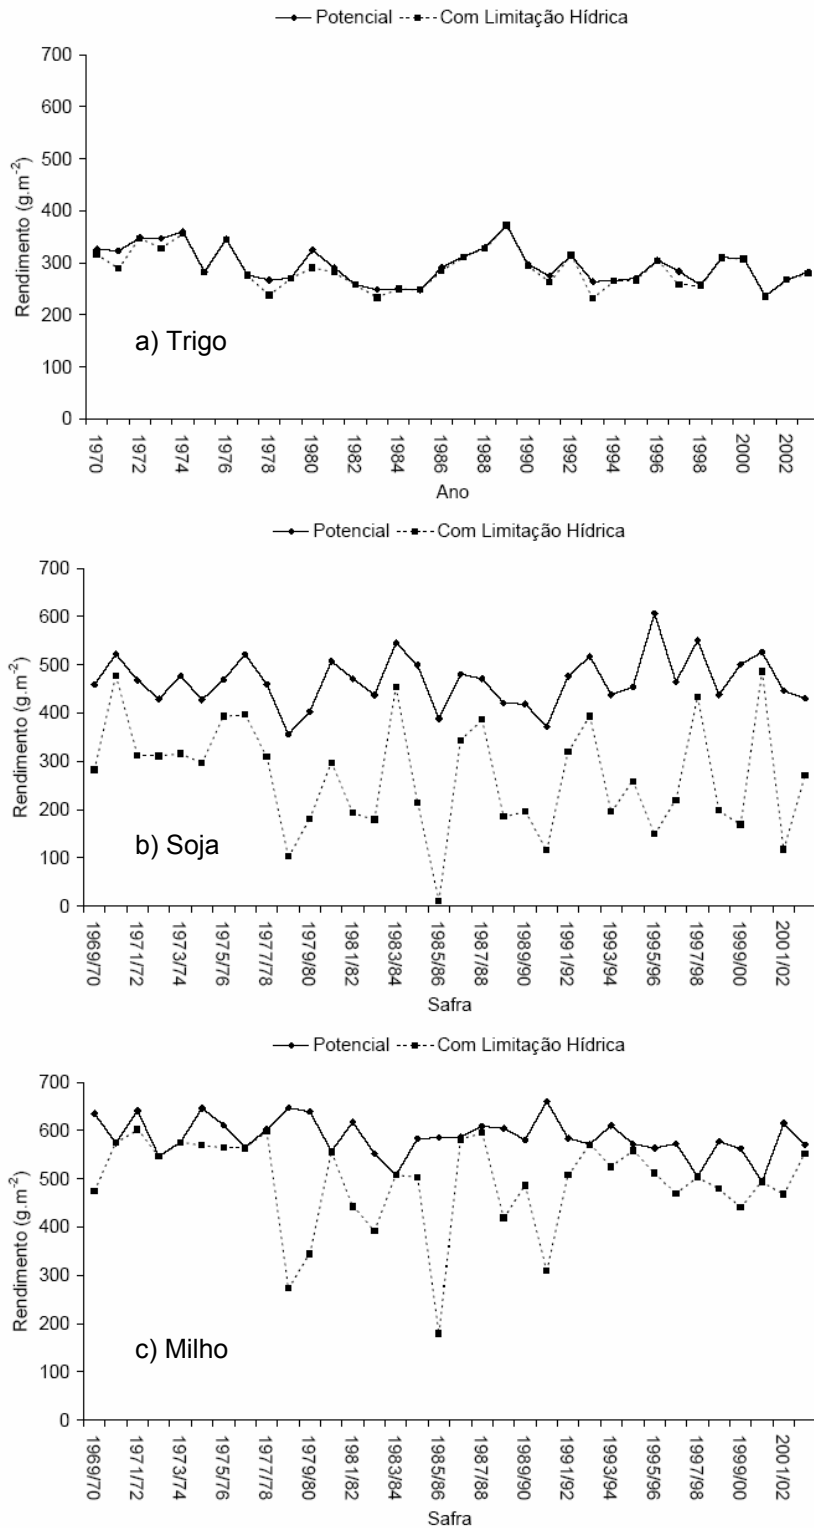 Potencial Com Limitação Hídrica
700
600
500
400
300
200
100
0
Rendimento (g.m-2)
a) Trigo
1970 1972 1974 1976 1978 1980 1982 1984 1986 1988 1990 1992 1994 1996 1998 2000 2002
Ano
Potencial Com Limitação Hídrica
700
600
500
400
300
200
100
0
Rendimento (g.m-2)
b) Soja
1969/70 1971/72 1973/74 1975/76 1977/78 1979/80 1981/82 1983/84 1985/86 1987/88 1989/90 1991/92 1993/94 1995/96 1997/98 1999/00 2001/02
Safra
Potencial Com Limitação Hídrica
700
600
500
400
300
200
100
0
Rendimento (g.m-2)
c) Milho
1969/70 1971/72 1973/74 1975/76 1977/78 1979/80 1981/82 1983/84 1985/86 1987/88 1989/90 1991/92 1993/94 1995/96 1997/98 1999/00 2001/02
Safra